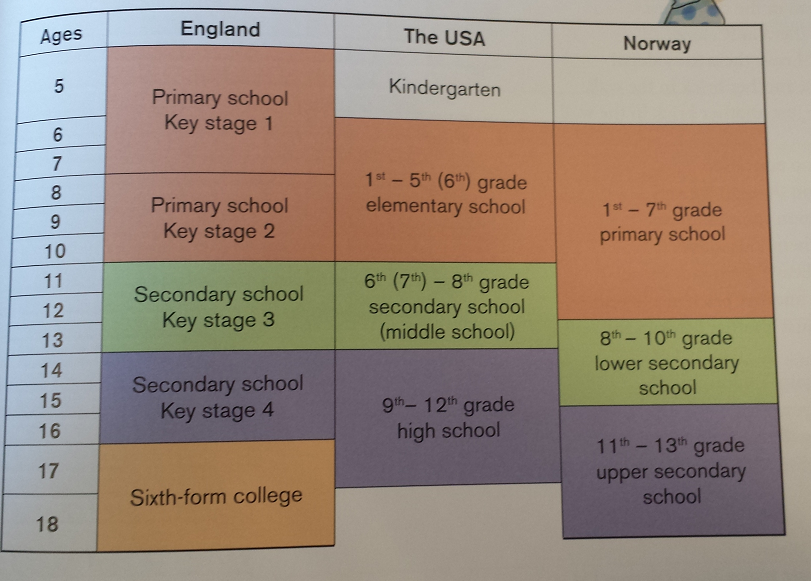 Ages
England
The USA
Norway
5
6
7
8
9
10
11
12
13
14
15
16
17
18
Primary school
Key stage 1
Primary school
Key stage 2
Secondary school
Key stage 3
Secondary school
Key stage 4
Sixth-form college
Kindergarten
1st – 5th (6th) grade
elementary school
6th (7th) – 8th grade
secondary school
(middle school)
9th– 12th grade
high school
1st – 7th grade
primary school
8th – 10th grade
lower secondary
school
11th – 13th grade
upper secondary
school